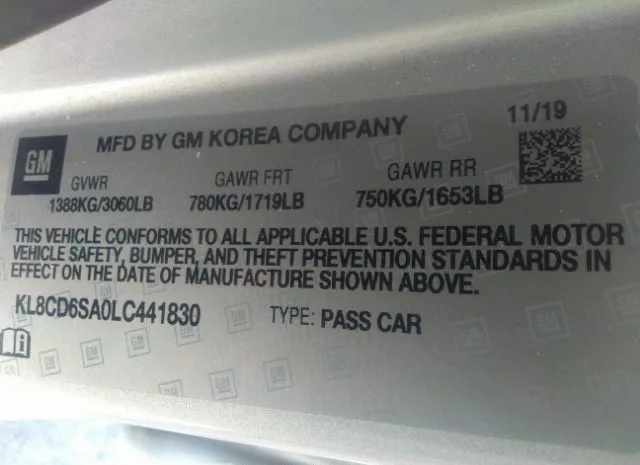 GM
MFD BY GM KOREA COMPANY 11/19
GVWR GAWR FRT GAWR RR
1388KG/3060LB 780KG/1719LB 750KG/1653LB
THIS VEHICLE CONFORMS TO ALL APPLICABLE U.S. FEDERAL MOTOR
VEHICLE SAFETY, BUMPER, AND THEFT PREVENTION STANDARDS IN
EFFECT ON THE DATE OF MANUFACTURE SHOWN ABOVE.
KL8CD6SA0LC441830 TYPE: PASS CAR